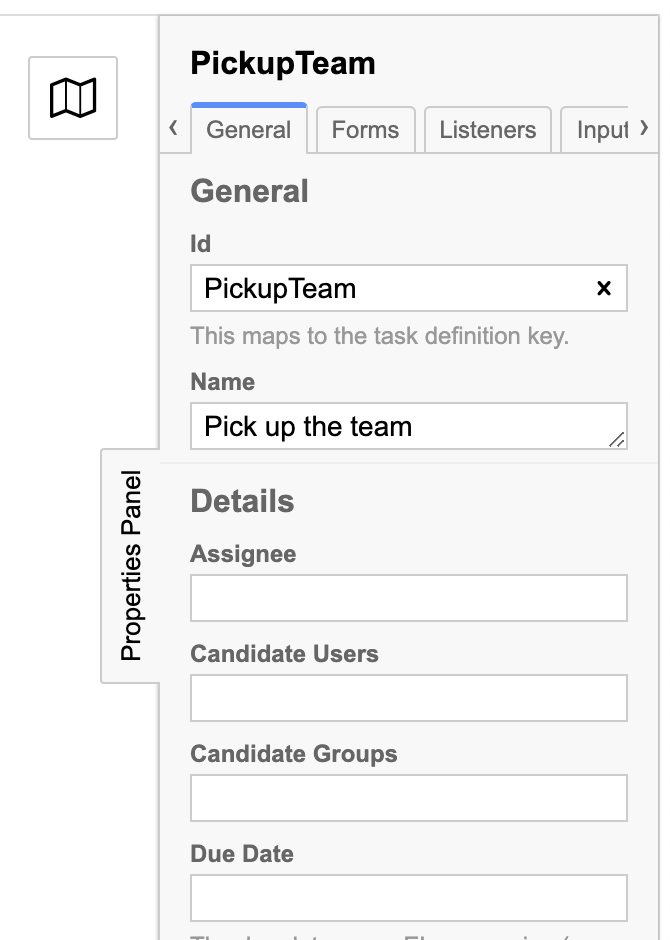 PickupTeam
‹ General Forms Listeners Input ›
General
Id
PickupTeam ×
This maps to the task definition key.
Name
Pick up the team
Properties Panel
Details
Assignee
Candidate Users
Candidate Groups
Due Date